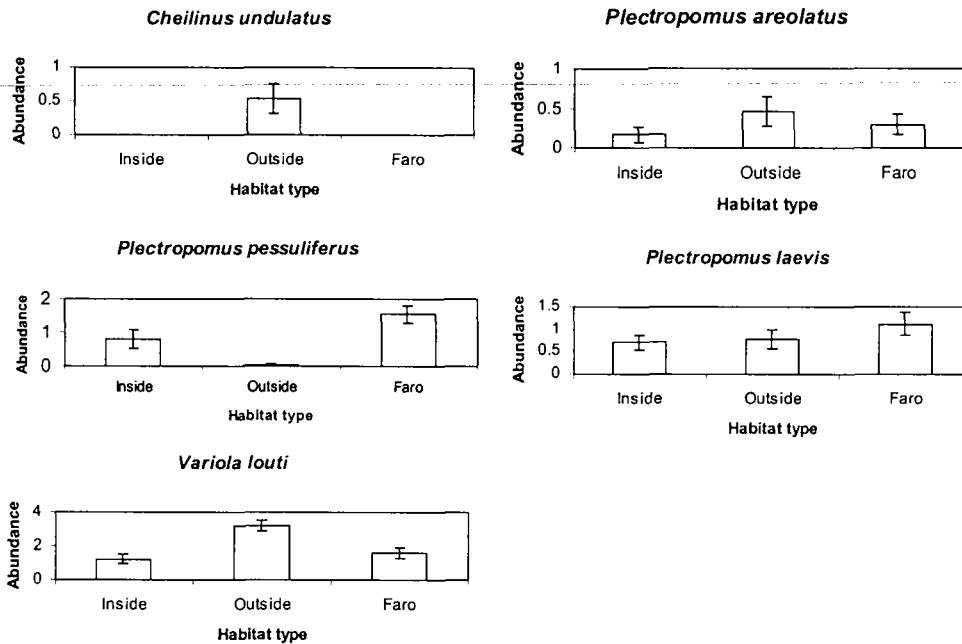 Cheilinus undulatus
Abundance
1
0.5
0
Inside Outside Faro
Habitat type
Plectropomus areolatus
Abundance
1
0.5
0
Inside Outside Faro
Habitat type
Plectropomus pessuliferus
Abundance
2
1
0
Inside Outside Faro
Habitat type
Plectropomus laevis
Abundance
1.5
1
0.5
0
Inside Outside Faro
Habitat type
Variola louti
Abundance
4
2
0
Inside Outside Faro
Habitat type